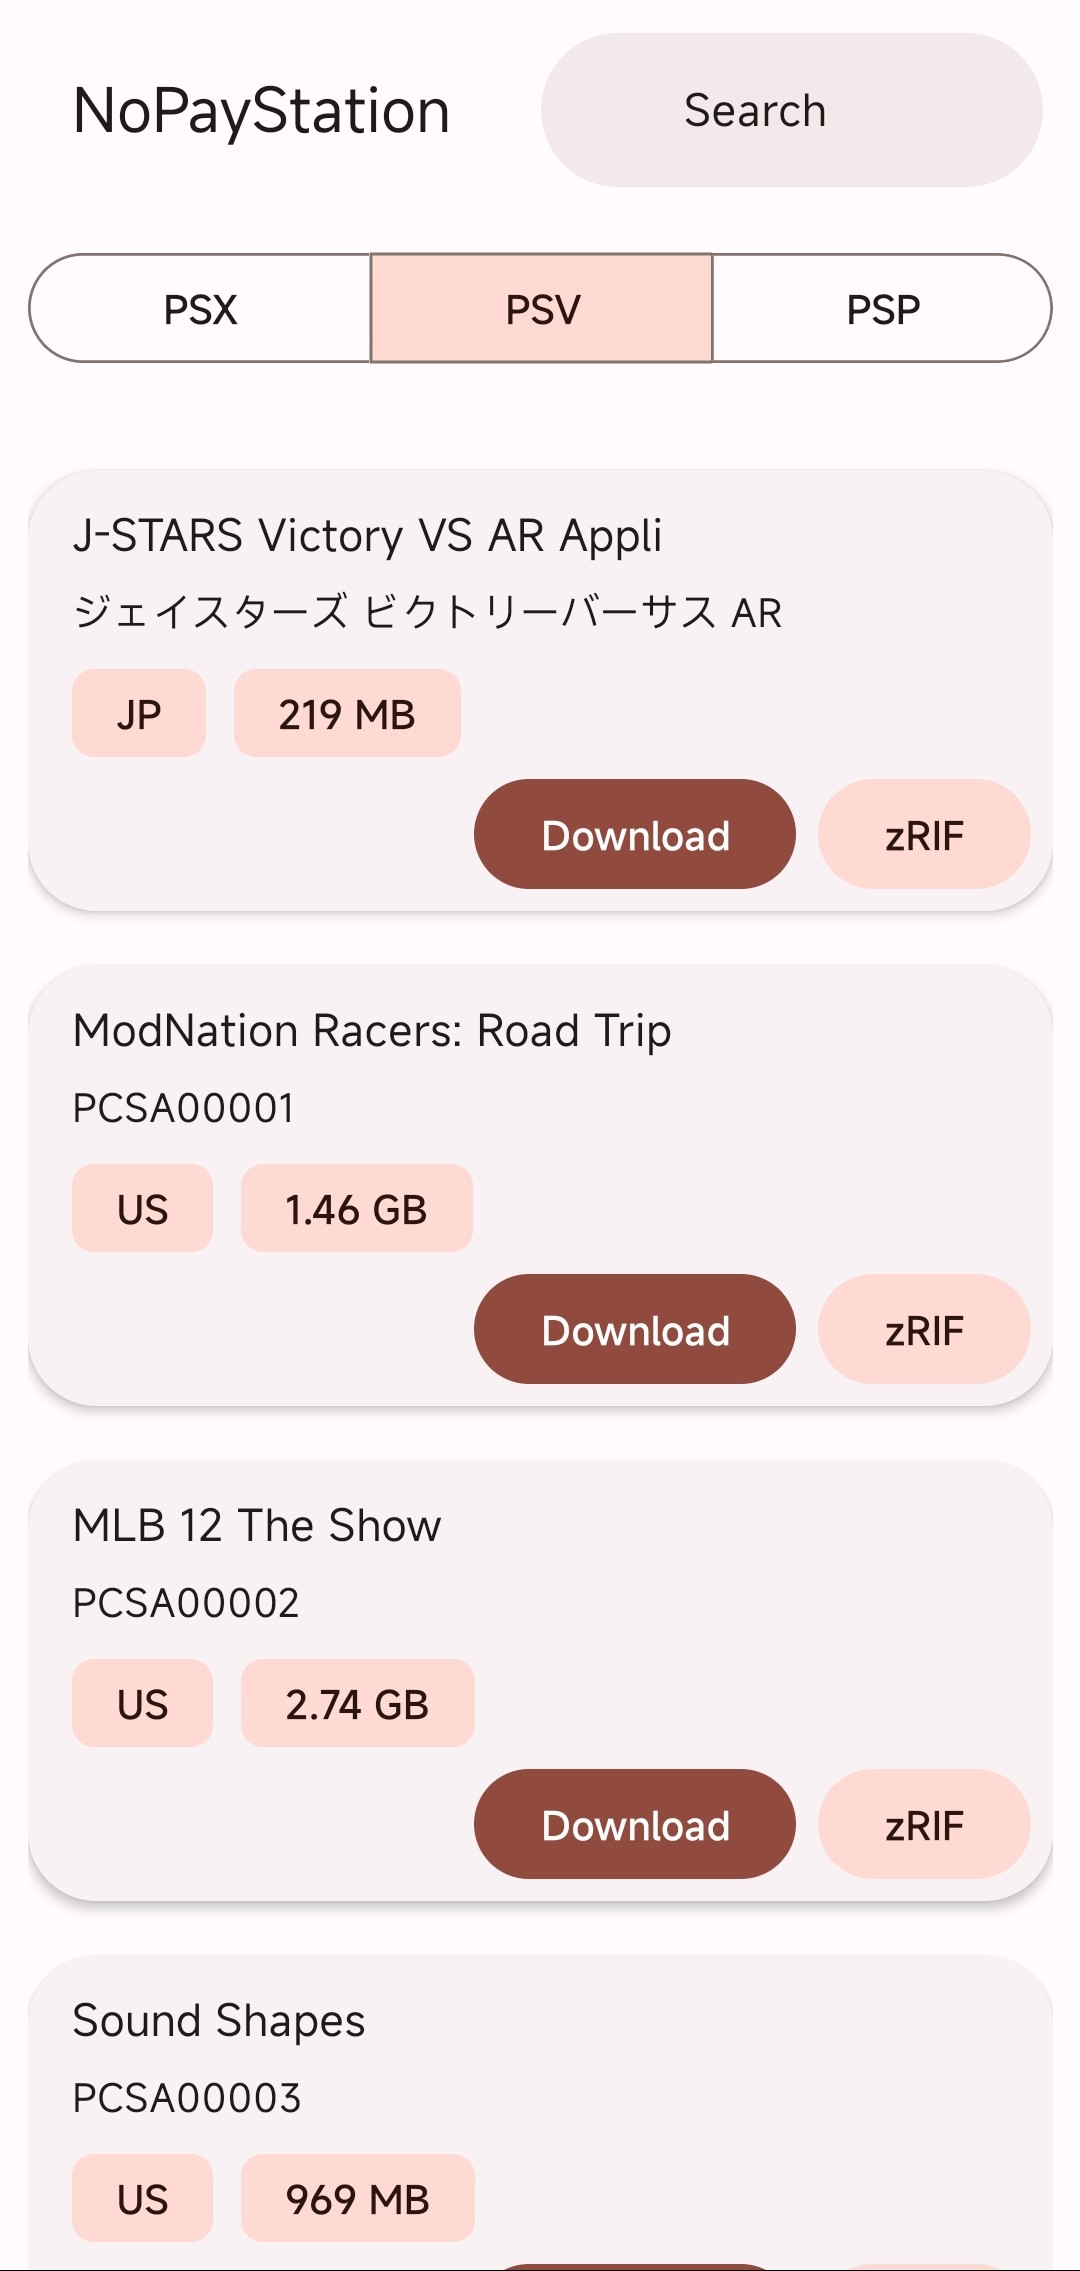 NoPayStation
Search
PSX
PSV
PSP
J-STARS Victory VS AR Appli
ジェイスターズ ビクトリーバーサス AR
JP
219 MB
Download
zRIF
ModNation Racers: Road Trip
PCSA00001
US
1.46 GB
Download
zRIF
MLB 12 The Show
PCSA00002
US
2.74 GB
Download
zRIF
Sound Shapes
PCSA00003
US
969 MB